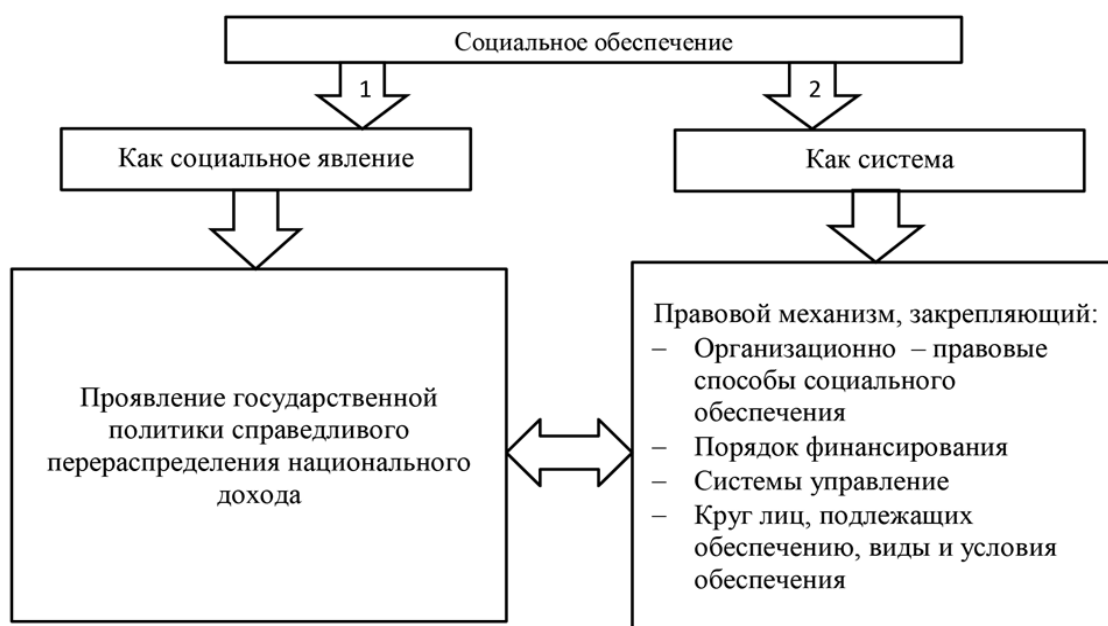 Социальное обеспечение
1
2
Как социальное явление
Как система
Проявление государственной
политики справедливого
перераспределения национального
дохода
Правовой механизм, закрепляющий:
– Организационно – правовые
способы социального
обеспечения
– Порядок финансирования
– Системы управление
– Круг лиц, подлежащих
обеспечению, виды и условия
обеспечения